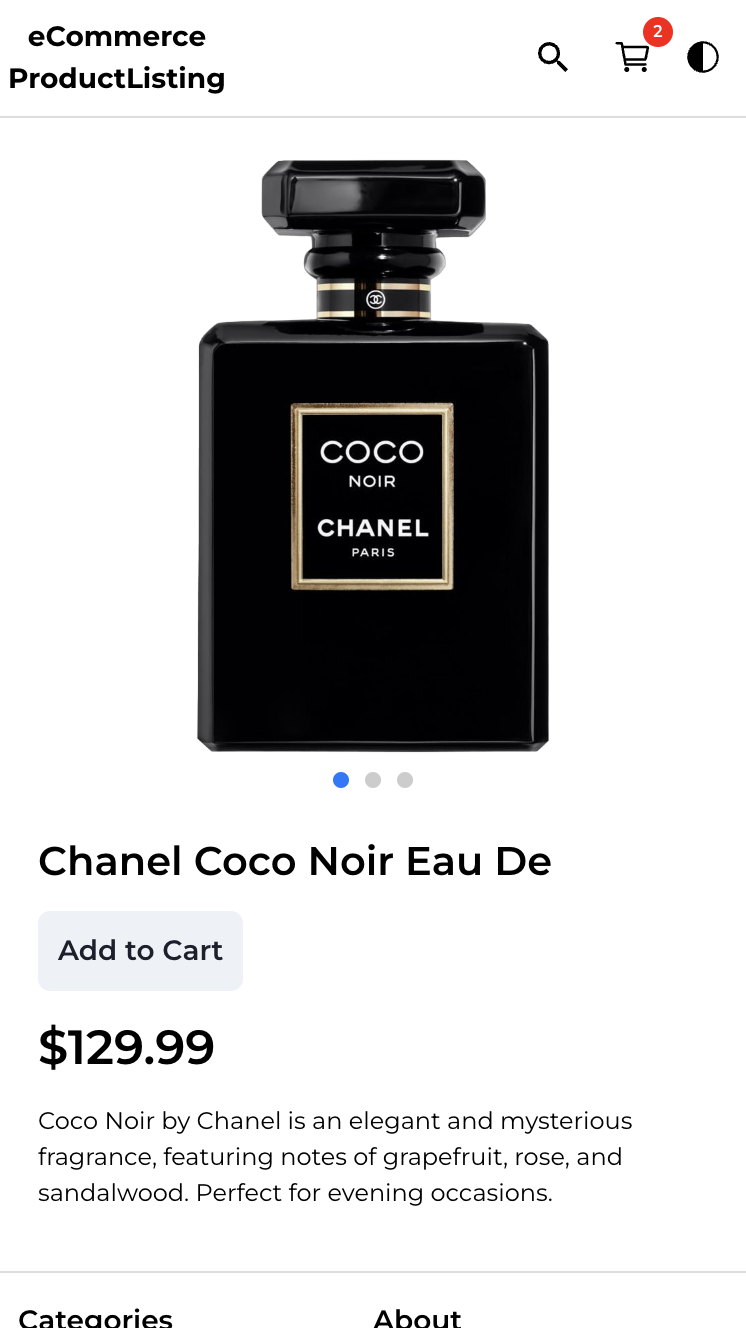 eCommerce
ProductListing
2
COCO
NOIR
CHANEL
PARIS
Chanel Coco Noir Eau De
Add to Cart
$129.99
Coco Noir by Chanel is an elegant and mysterious
fragrance, featuring notes of grapefruit, rose, and
sandalwood. Perfect for evening occasions.
Categories
About